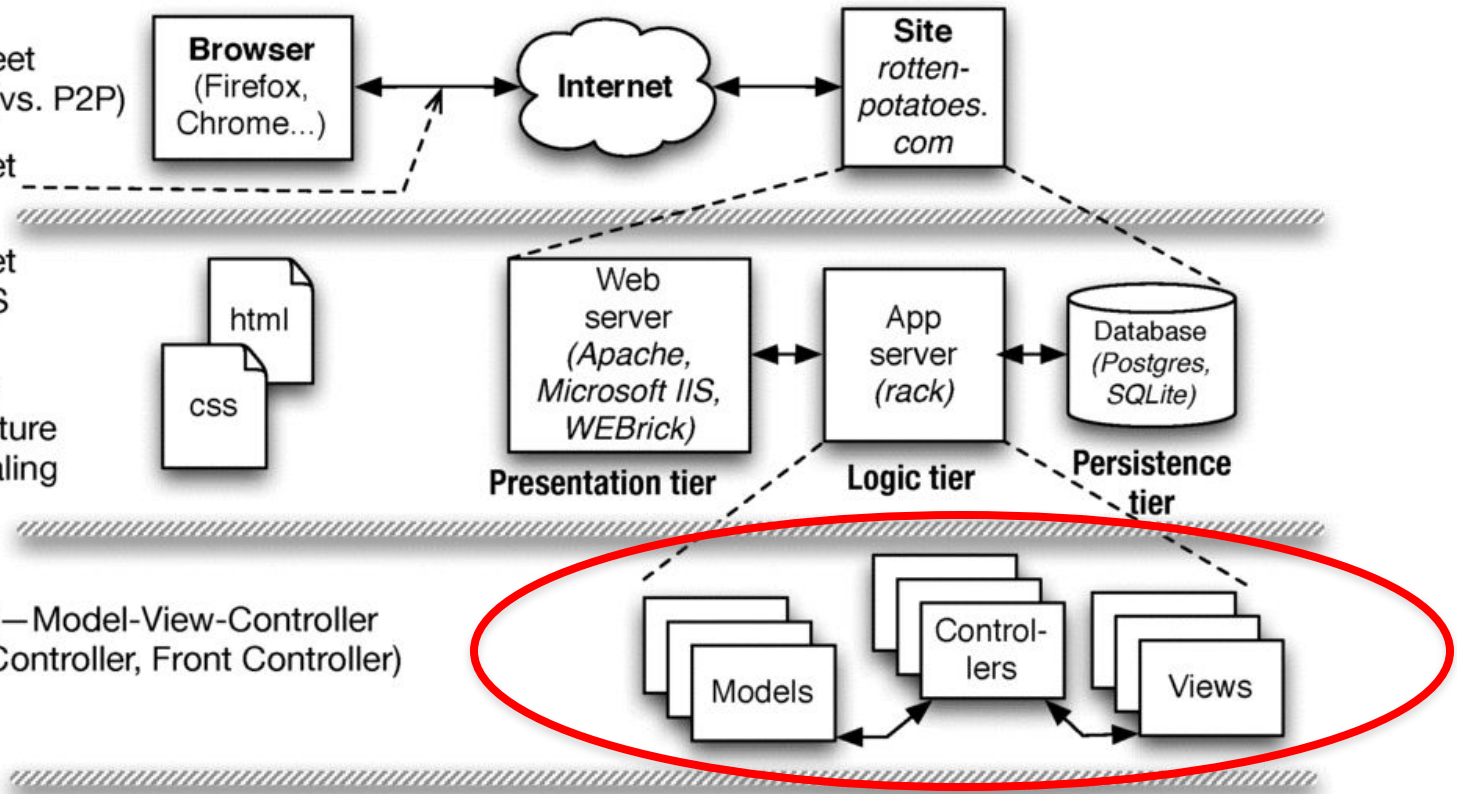 eet
vs. P2P)
et
Browser
(Firefox,
Chrome...)
Internet
Site
rotten-
potatoes.
com
et
S
ture
aling
html
css
Web
server
(Apache,
Microsoft IIS,
WEBrick)
Presentation tier
App
server
(rack)
Logic tier
Database
(Postgres,
SQLite)
Persistence
tier
—Model-View-Controller
Controller, Front Controller)
Models
Control-
lers
Views